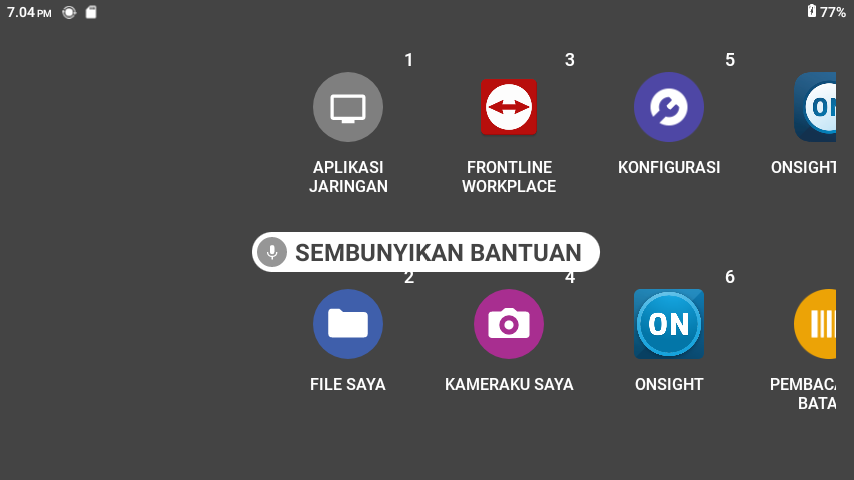 7.04 PM
77%
1
3
5
ON
APLIKASI
JARINGAN
FRONTLINE
WORKPLACE
KONFIGURASI
ONSIGHT
SEMBUNYIKAN BANTUAN
2
4
6
ON
FILE SAYA
KAMERAKU SAYA
ONSIGHT
PEMBACA
BATA